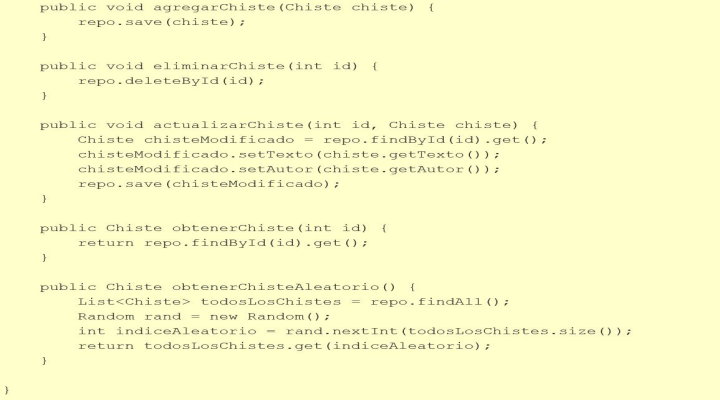 public void agregarChiste(Chiste chiste) {
repo.save(chiste);
}
public void eliminarChiste(int id) {
repo.deleteById(id);
}
public void actualizarChiste(int id, Chiste chiste) {
Chiste chisteModificado = repo.findById(id).get();
chisteModificado.setTexto(chiste.getTexto());
chisteModificado.setAutor(chiste.getAutor());
repo.save(chisteModificado);
}
public Chiste obtenerChiste(int id) {
return repo.findById(id).get();
}
public Chiste obtenerChisteAleatorio() {
List<Chiste> todosLosChistes = repo.findAll();
Random rand = new Random();
int indiceAleatorio = rand.nextInt(todosLosChistes.size());
return todosLosChistes.get(indiceAleatorio);
}
}